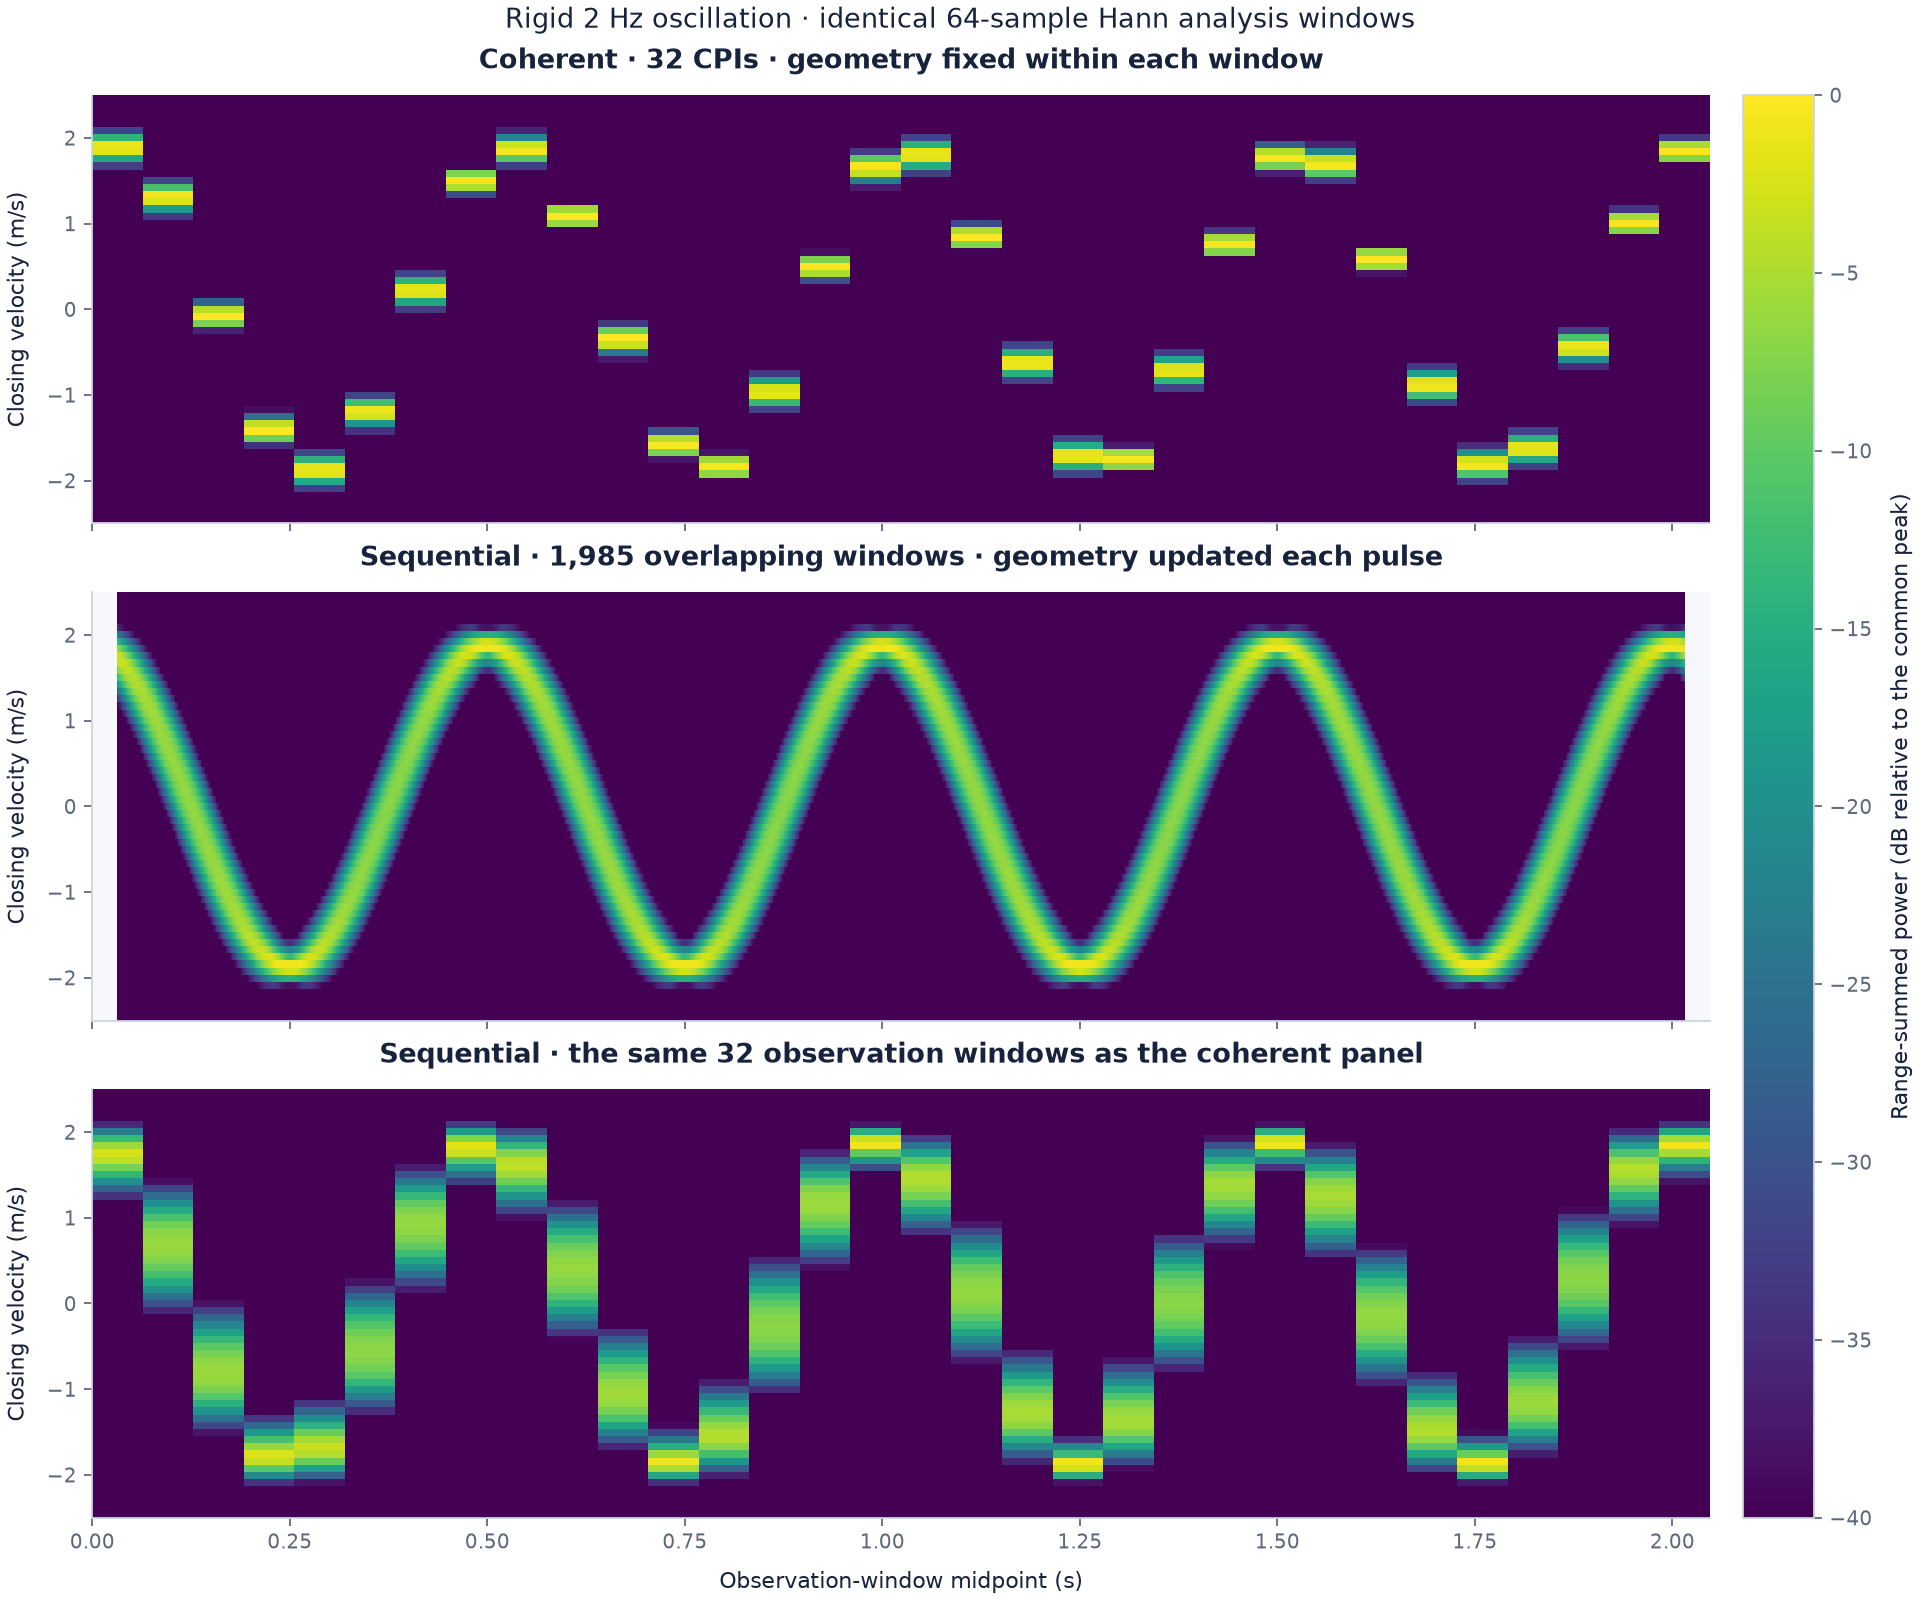 Rigid 2 Hz oscillation · identical 64-sample Hann analysis windows
Coherent · 32 CPIs · geometry fixed within each window
Closing velocity (m/s)
2
1
0
−1
−2
Sequential · 1,985 overlapping windows · geometry updated each pulse
Closing velocity (m/s)
2
1
0
−1
−2
Sequential · the same 32 observation windows as the coherent panel
Closing velocity (m/s)
2
1
0
−1
−2
0.00 0.25 0.50 0.75 1.00 1.25 1.50 1.75 2.00
Observation-window midpoint (s)
0
−5
−10
−15
−20
−25
−30
−35
−40
Range-summed power (dB relative to the common peak)